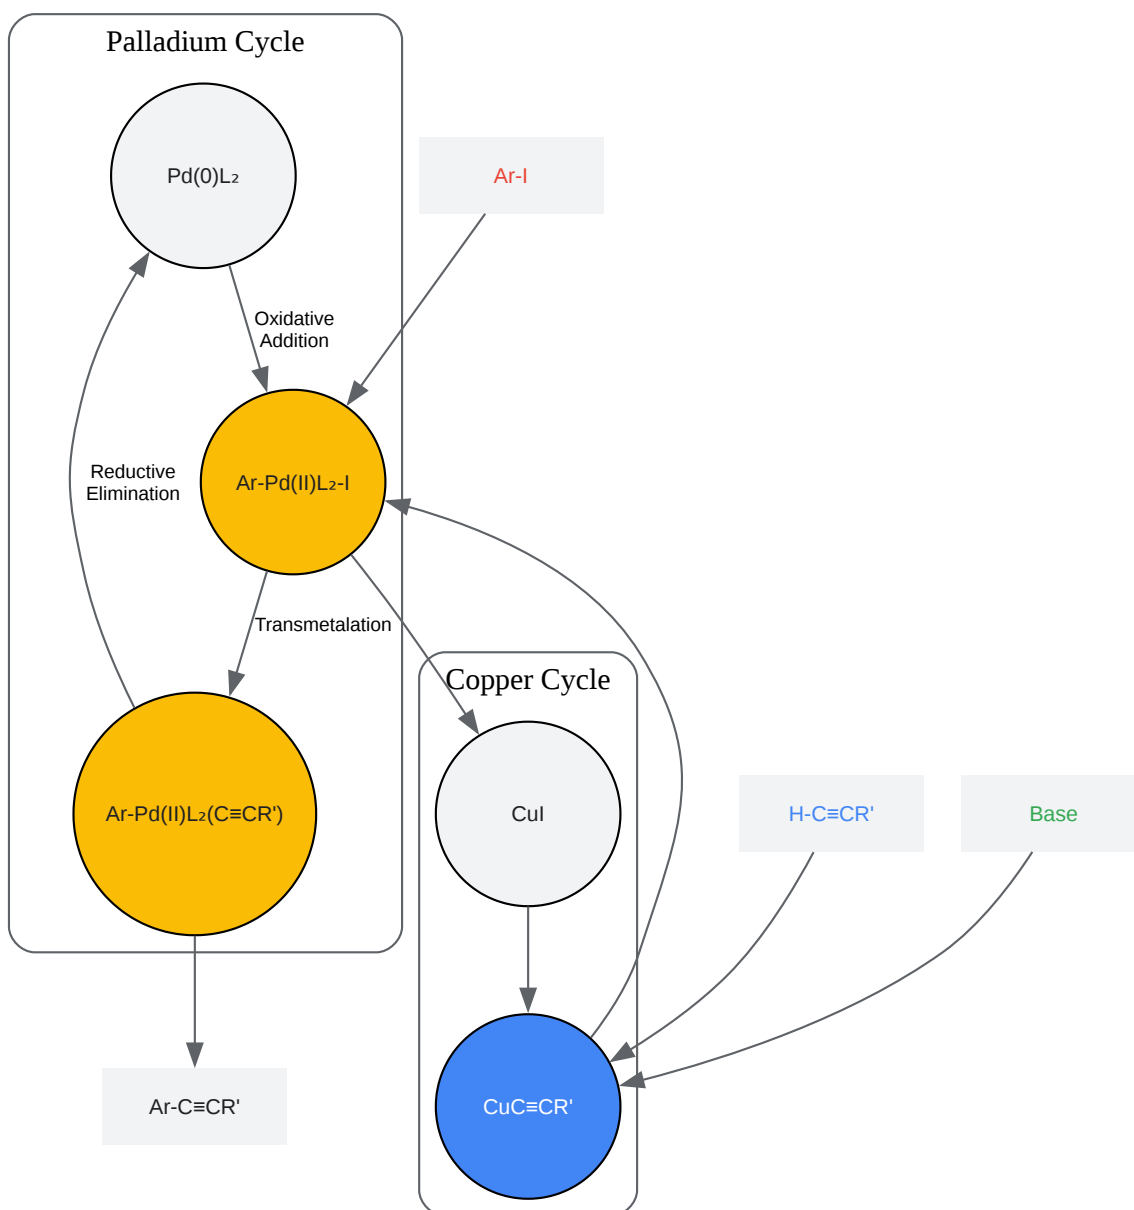 Palladium Cycle
Pd(0)L₂
Ar-I
Oxidative
Addition
Reductive
Elimination
Ar-Pd(II)L₂-I
Transmetalation
Copper Cycle
Ar-Pd(II)L₂(C≡CR')
CuI
H-C≡CR'
Base
Ar-C≡CR'
CuC≡CR'